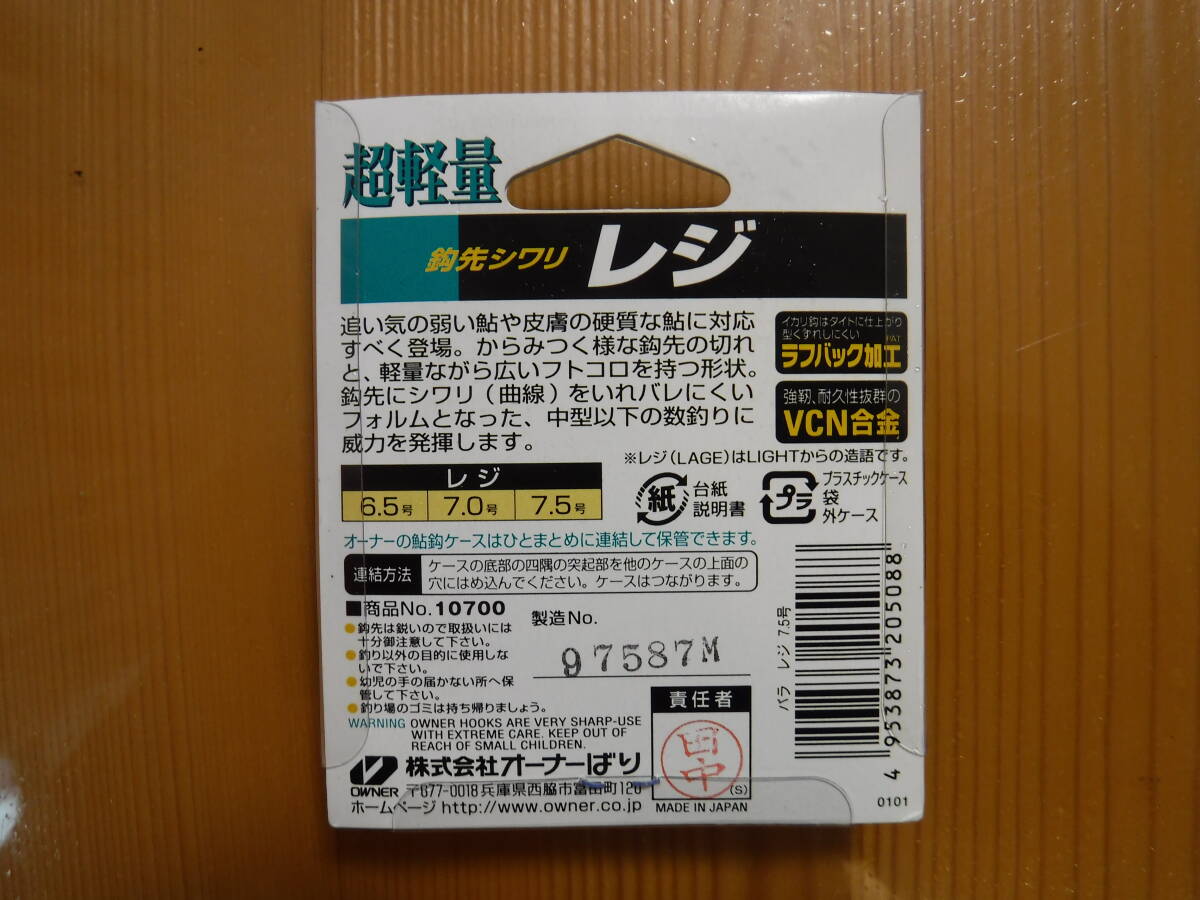 超軽量
鈎先シワリ レジ
追い気の弱い鮎や皮膚の硬質な鮎に対応
すべく登場。からみつく様な鈎先の切れ
と、軽量ながら広いフトコロを持つ形状。
鈎先にシワリ(曲線)をいれバレにくい
フォルムとなった、中型以下の数釣りに
威力を発揮します。
イカリ鈎はタイトに仕上がり
型くずれしにくい
PAT
ラフバック加工
強靭、耐久性抜群の
VCN合金
※レジ(LAGE)はLIGHTからの造語です。
レジ
6.5号 7.0号 7.5号
紙
台紙
説明書
プラ
プラスチックケース
袋
外ケース
オーナーの鮎鈎ケースはひとまとめに連結して保管できます。
連結方法
ケースの底部の四隅の突起部を他のケースの上面の
穴にはめ込んでください。ケースはつながります。
■商品No.10700
●鈎先は鋭いので取扱いには
十分御注意して下さい。
●釣り以外の目的に使用しな
いで下さい。
●幼児の手の届かない所へ保
管して下さい。
●釣り場のゴミは持ち帰りましょう。
製造No.
97587M
WARNING OWNER HOOKS ARE VERY SHARP-USE
WITH EXTREME CARE. KEEP OUT OF
REACH OF SMALL CHILDREN.
責任者
田中
(S)
MADE IN JAPAN
OWNER
株式会社オーナーばり
〒677-0018 兵庫県西脇市富田町120
ホームページ http://www.owner.co.jp
バラ レジ 7.5号
4 953873 205088
0101